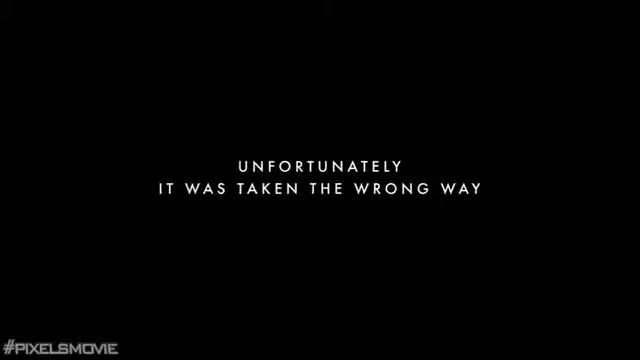 UNFORTUNATELY
IT WAS TAKEN THE WRONG WAY
#PIXELSMOVIE